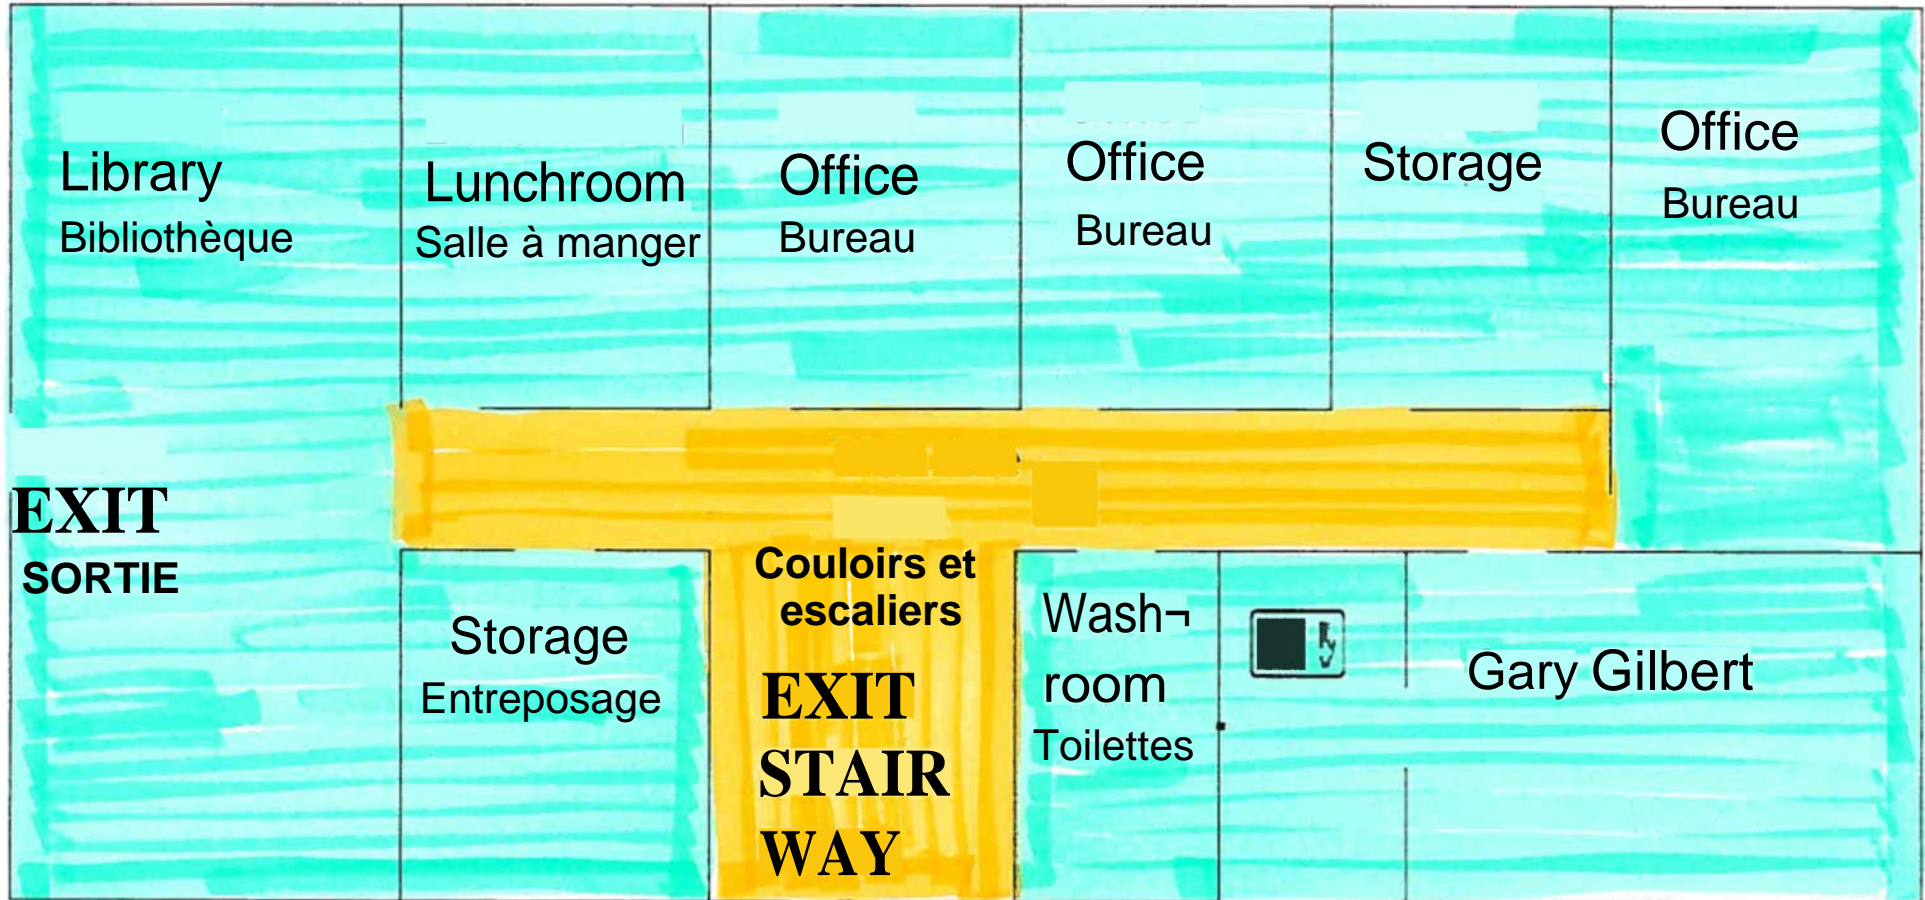 Library
Bibliothèque
Lunchroom
Salle à manger
Office
Bureau
Office
Bureau
Storage
Office
Bureau
EXIT
SORTIE
Storage
Entreposage
Couloirs et
escaliers
EXIT
STAIR
WAY
Wash¬
room
Toilettes
Gary Gilbert